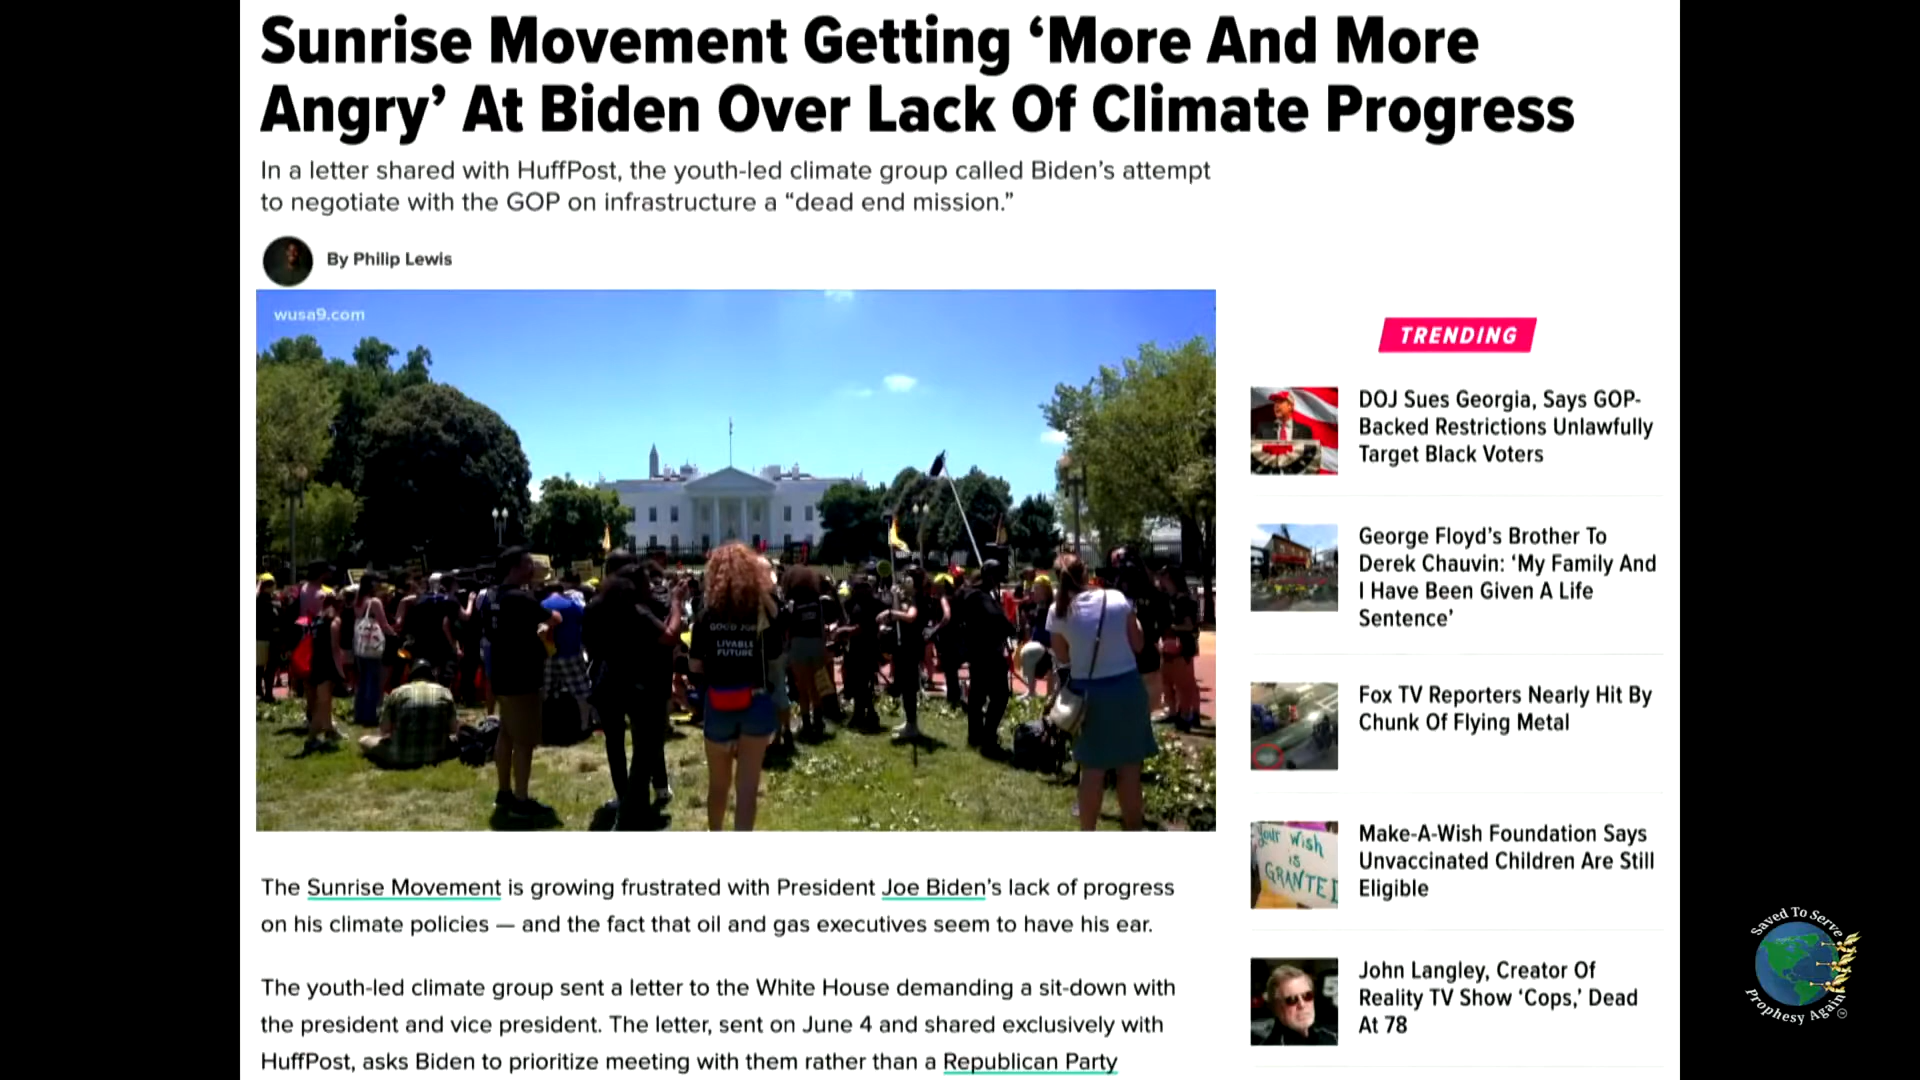 Sunrise Movement Getting ‘More And More
Angry’ At Biden Over Lack Of Climate Progress
In a letter shared with HuffPost, the youth-led climate group called Biden’s attempt
to negotiate with the GOP on infrastructure a “dead end mission.”
By Philip Lewis
wusa9.com
GOOD JOBS
LIVABLE
FUTURE
The Sunrise Movement is growing frustrated with President Joe Biden’s lack of progress
on his climate policies — and the fact that oil and gas executives seem to have his ear.
The youth-led climate group sent a letter to the White House demanding a sit-down with
the president and vice president. The letter, sent on June 4 and shared exclusively with
HuffPost, asks Biden to prioritize meeting with them rather than a Republican Party
TRENDING
DOJ Sues Georgia, Says GOP-
Backed Restrictions Unlawfully
Target Black Voters
George Floyd’s Brother To
Derek Chauvin: ‘My Family And
I Have Been Given A Life
Sentence’
Fox TV Reporters Nearly Hit By
Chunk Of Flying Metal
Your Wish
is
GRANTED
Make-A-Wish Foundation Says
Unvaccinated Children Are Still
Eligible
John Langley, Creator Of
Reality TV Show ‘Cops,’ Dead
At 78
Saved To Serve
Prophesy Again